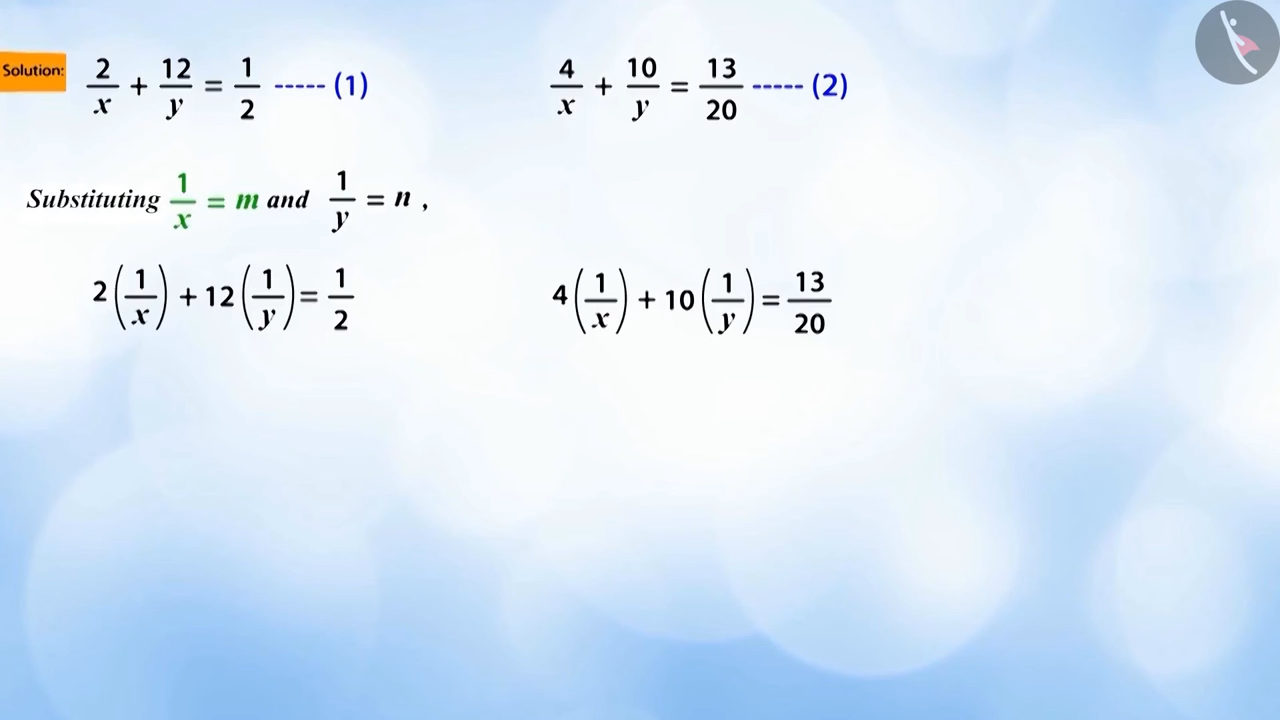 Solution: 2/x + 12/y = 1/2 ----- (1)
4/x + 10/y = 13/20 ----- (2)
Substituting 1/x = m and 1/y = n ,
2(1/x) + 12(1/y) = 1/2
4(1/x) + 10(1/y) = 13/20